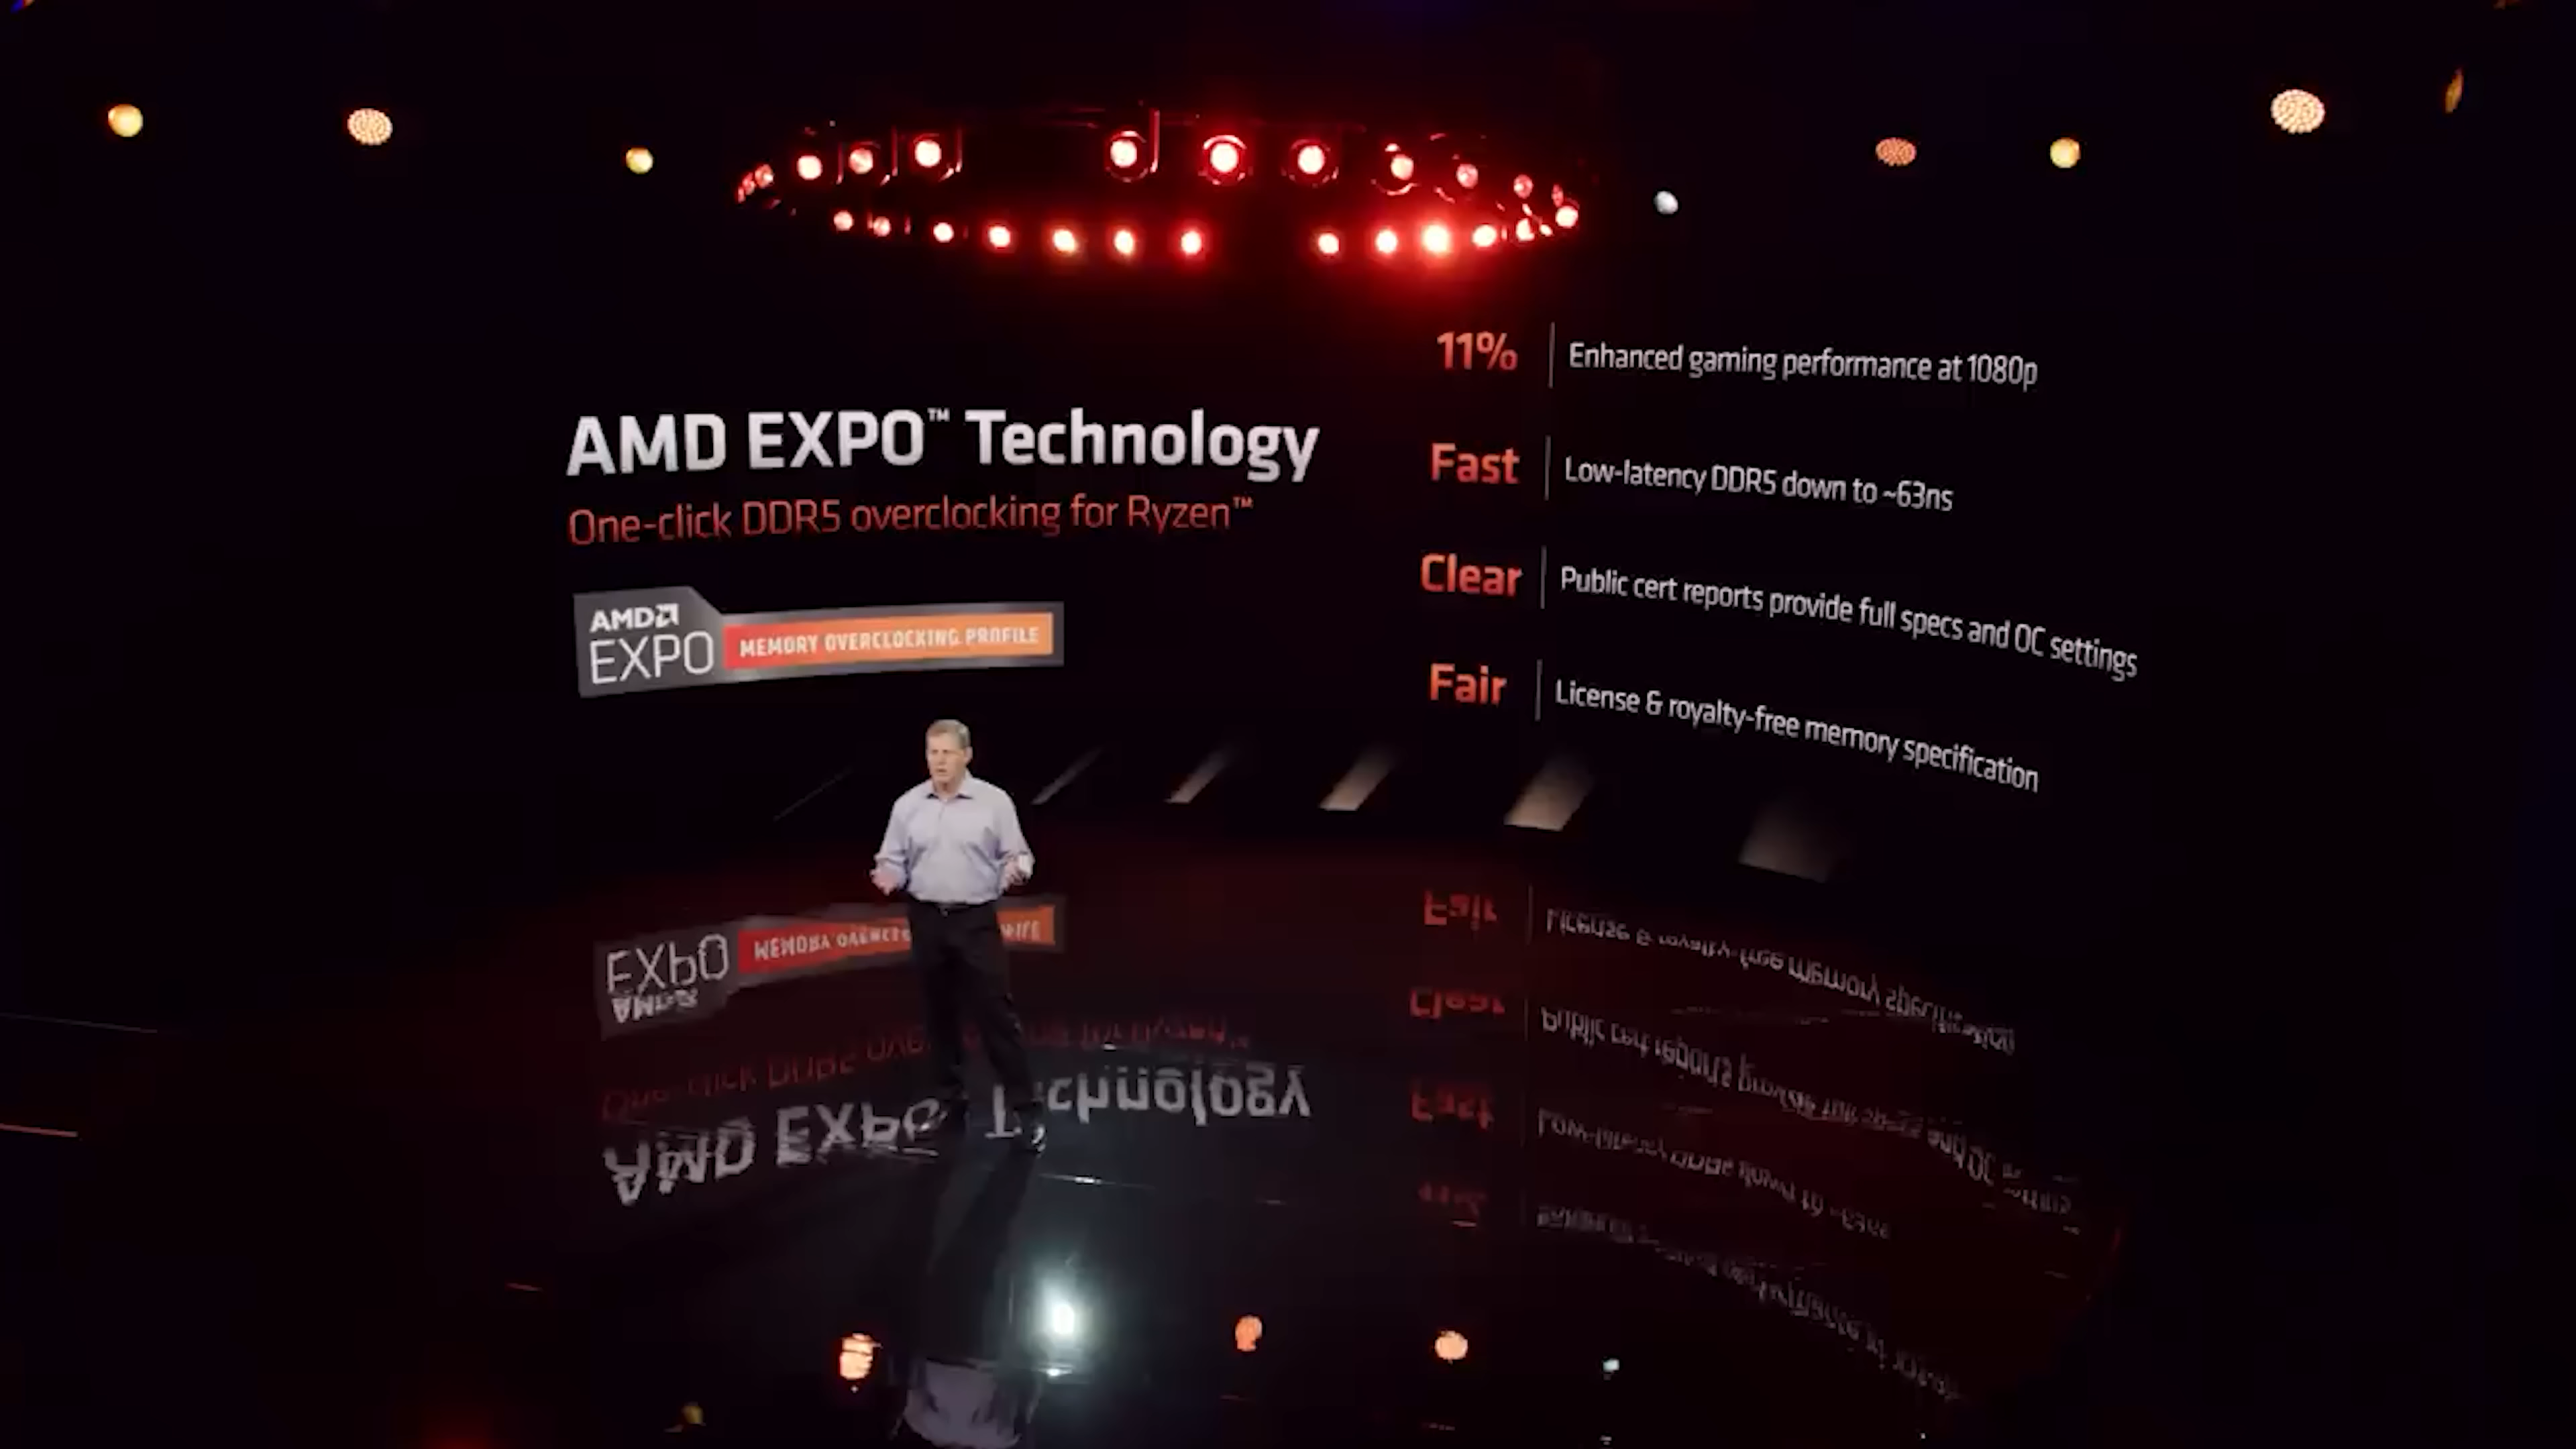 AMD EXPO™ Technology
One-click DDR5 overclocking for Ryzen™
AMD
EXPO
MEMORY OVERCLOCKING PROFILE
11%
Enhanced gaming performance at 1080p
Fast
Low-latency DDR5 down to ~63ns
Clear
Public cert reports provide full specs and OC settings
Fair
License & royalty-free memory specification